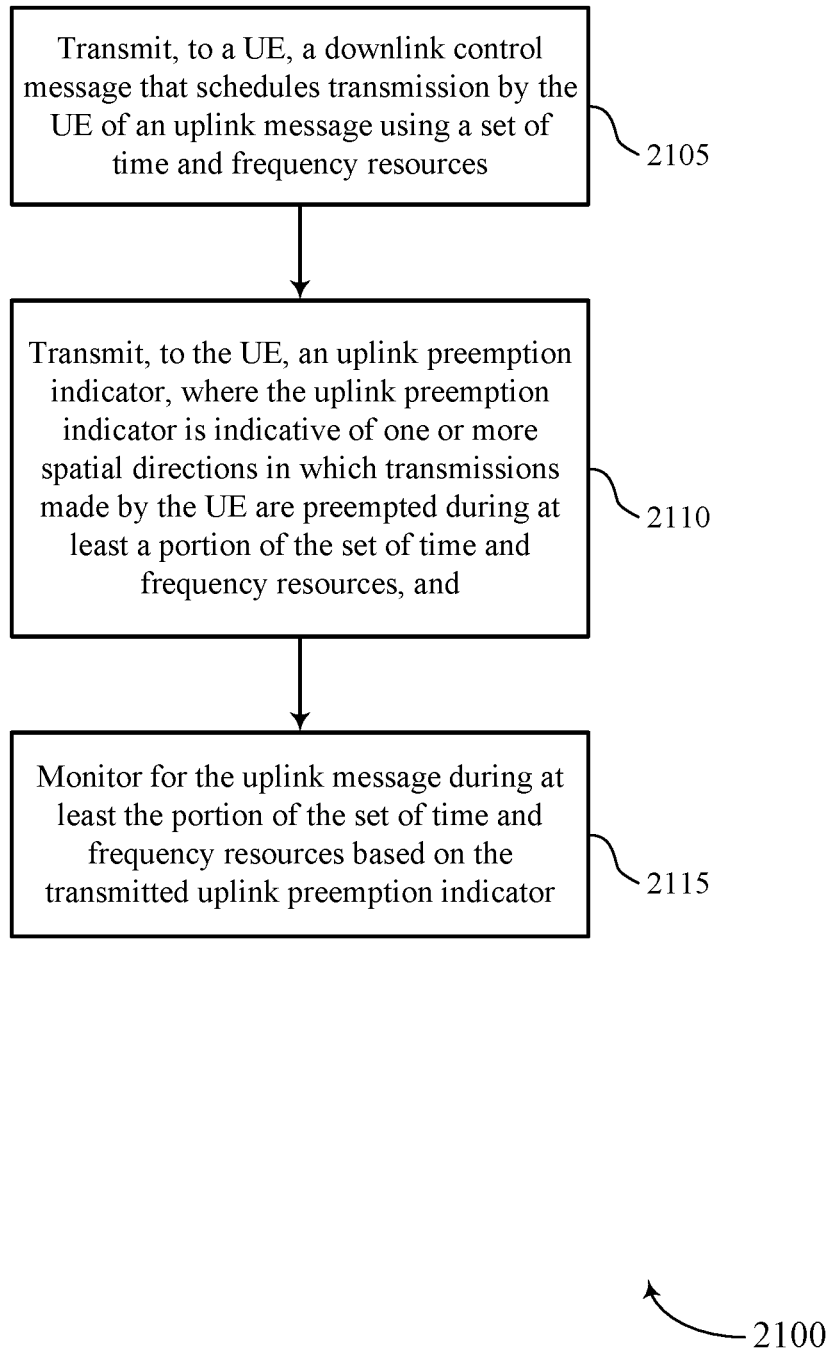 Transmit, to a UE, a downlink control
message that schedules transmission by the
UE of an uplink message using a set of
time and frequency resources
2105
Transmit, to the UE, an uplink preemption
indicator, where the uplink preemption
indicator is indicative of one or more
spatial directions in which transmissions
made by the UE are preempted during at
least a portion of the set of time and
frequency resources, and
2110
Monitor for the uplink message during at
least the portion of the set of time and
frequency resources based on the
transmitted uplink preemption indicator
2115
2100